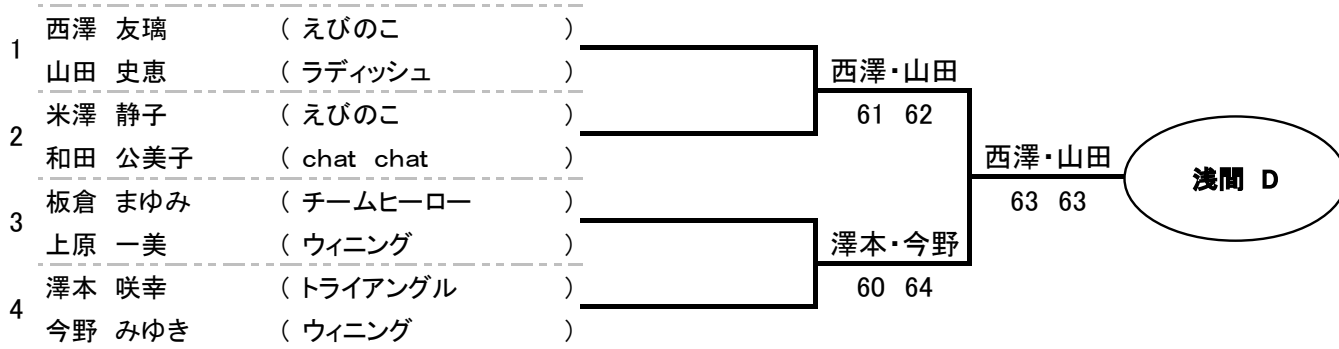 1
西澤 友璃 ( えびのこ )
山田 史恵 ( ラディッシュ )
2
米澤 静子 ( えびのこ )
和田 公美子 ( chat chat )
3
板倉 まゆみ ( チームヒーロー )
上原 一美 ( ウィニング )
4
澤本 咲幸 ( トライアングル )
今野 みゆき ( ウィニング )
西澤・山田
61 62
澤本・今野
60 64
西澤・山田
63 63
浅間 D